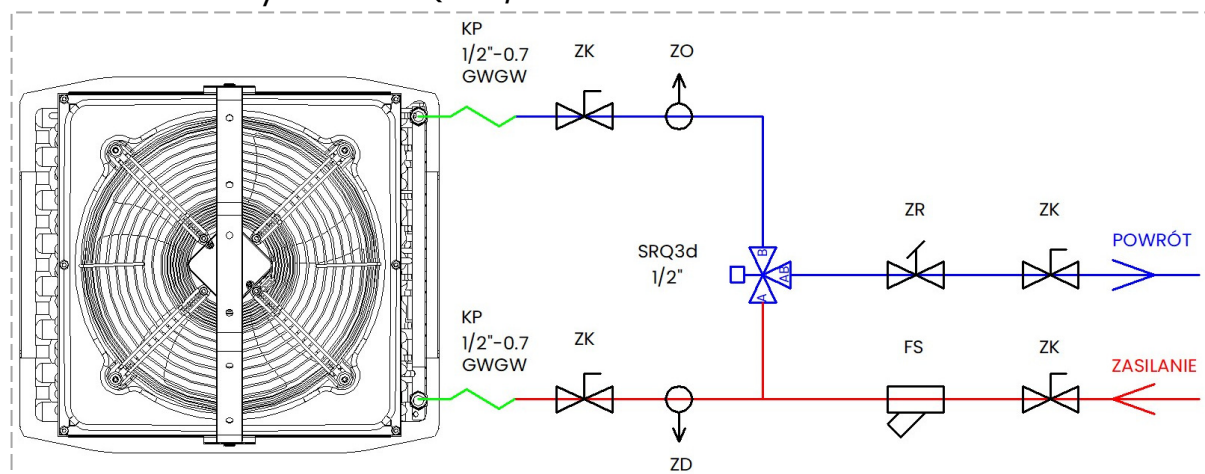 KP
1/2"-0.7
GWGW
ZK
ZO
SRQ3d
1/2"
B
AB
A
ZR
ZK
POWRÓT
KP
1/2"-0.7
GWGW
ZK
ZD
FS
ZK
ZASILANIE